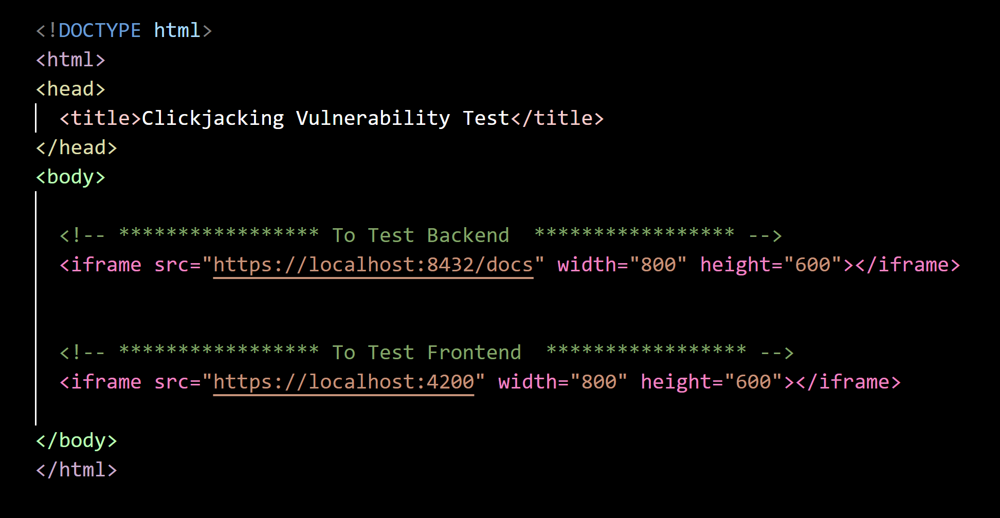 <!DOCTYPE html>
<html>
<head>
<title>Clickjacking Vulnerability Test</title>
</head>
<body>
<!-- ***************** To Test Backend  ***************** -->
<iframe src="https://localhost:8432/docs" width="800" height="600"></iframe>
<!-- ***************** To Test Frontend  ***************** -->
<iframe src="https://localhost:4200" width="800" height="600"></iframe>
</body>
</html>